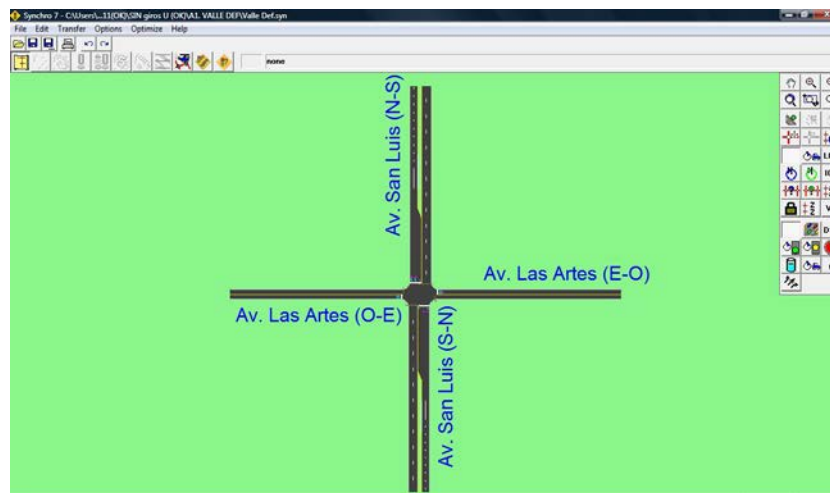 Synchro 7 - C:\Users\...11(OK)\SIN giros U (OK)\A1. VALLE DEF\Valle Def.syn
File Edit Transfer Options Optimize Help
none
Av. San Luis (N-S)
Av. Las Artes (E-O)
Av. Las Artes (O-E)
Av. San Luis (S-N)